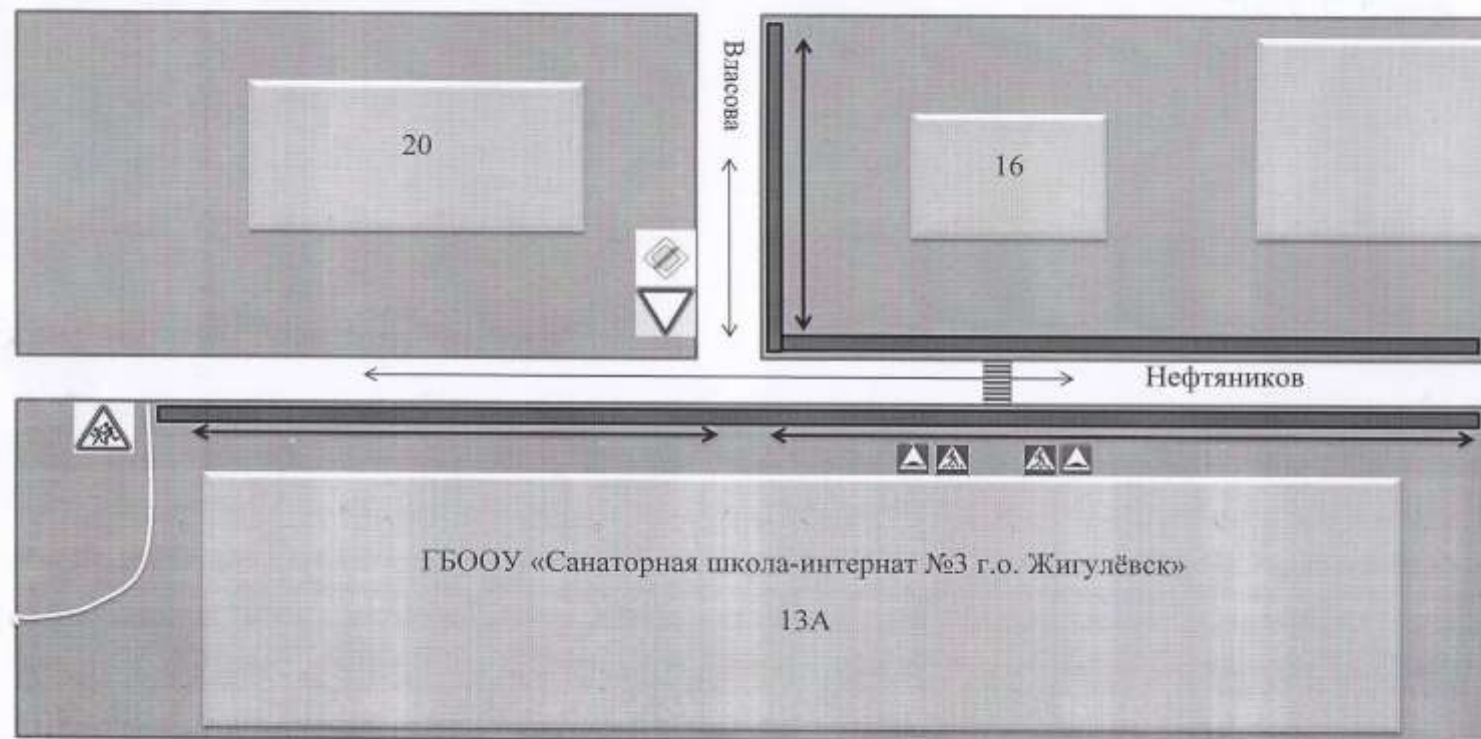 20
Власова
16
Нефтяников
ГБООУ «Санаторная школа-интернат №3 г.о. Жигулёвск»
13А